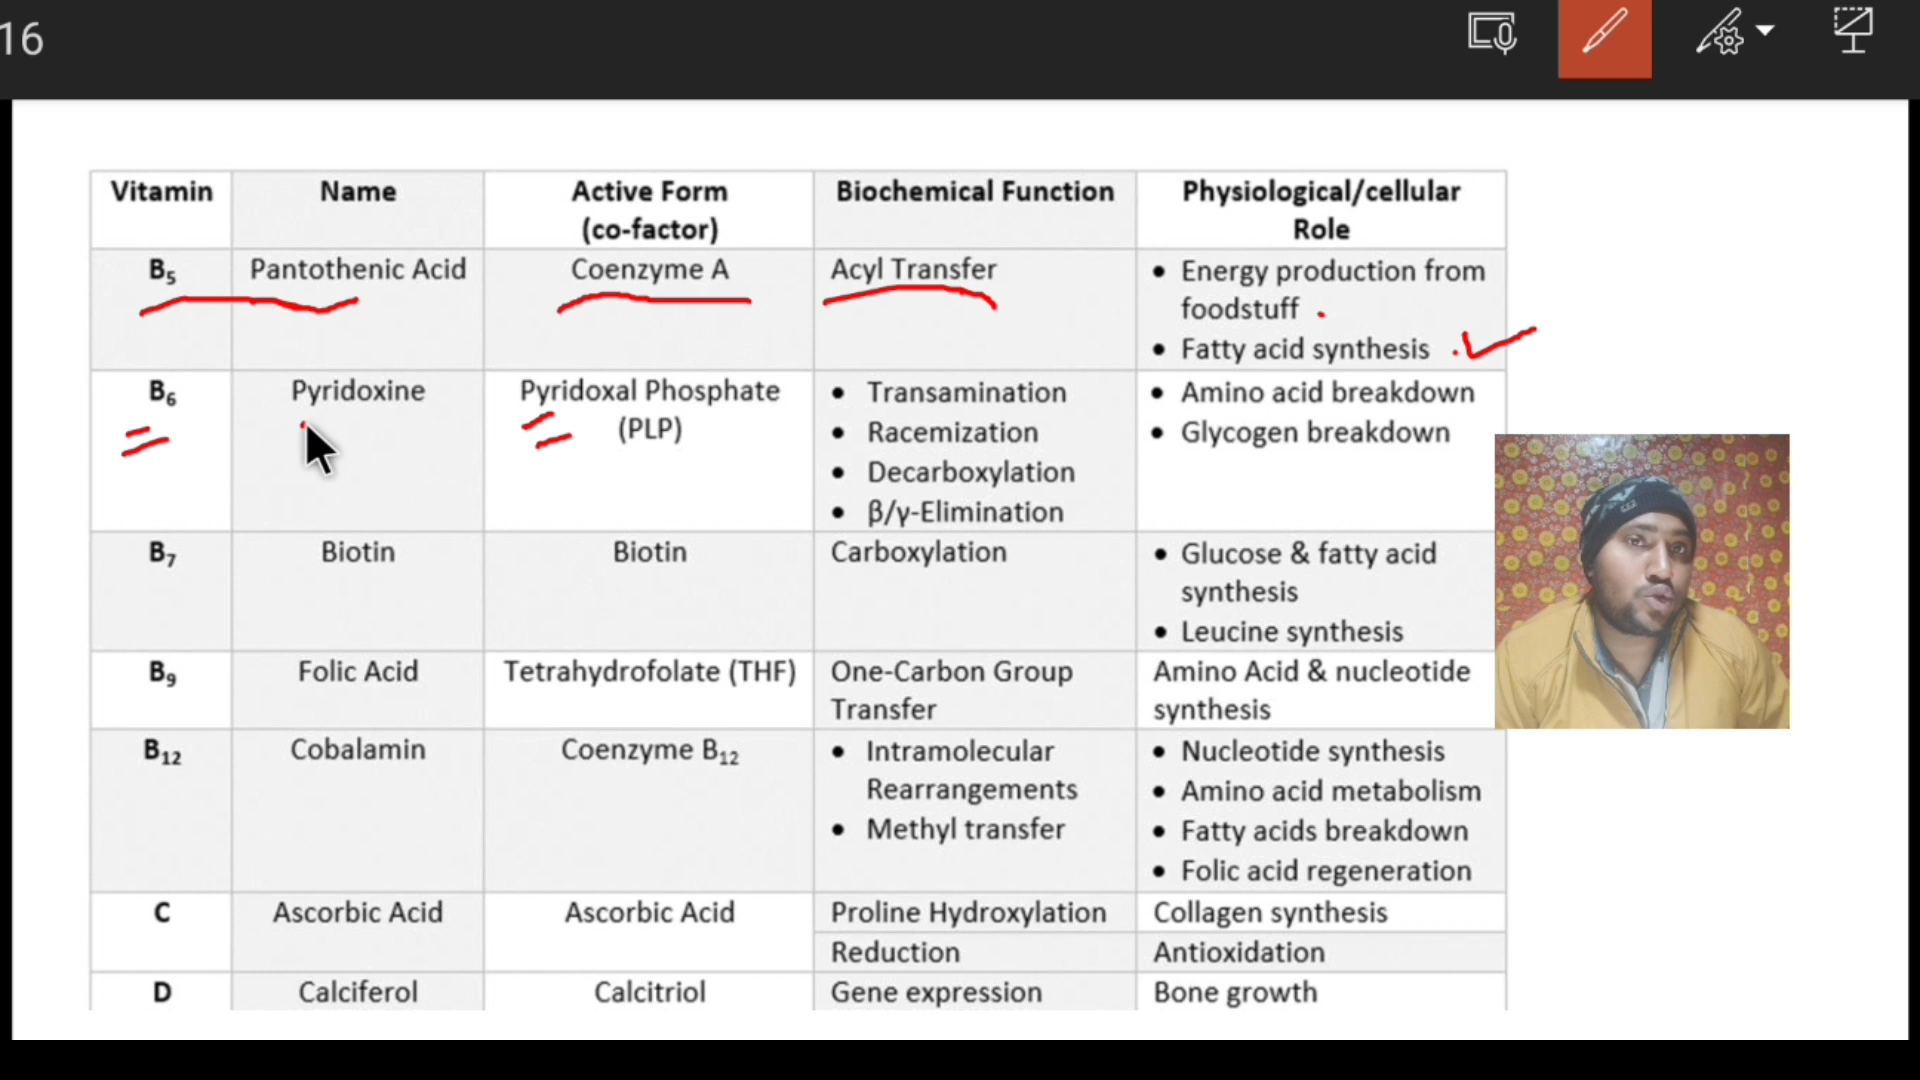 16
Vitamin Name Active Form (co-factor) Biochemical Function Physiological/cellular Role
B5 Pantothenic Acid Coenzyme A Acyl Transfer • Energy production from foodstuff
• Fatty acid synthesis
B6 Pyridoxine Pyridoxal Phosphate (PLP) • Transamination
• Racemization
• Decarboxylation
• β/γ-Elimination
• Amino acid breakdown
• Glycogen breakdown
B7 Biotin Biotin Carboxylation • Glucose & fatty acid synthesis
• Leucine synthesis
B9 Folic Acid Tetrahydrofolate (THF) One-Carbon Group Transfer Amino Acid & nucleotide synthesis
B12 Cobalamin Coenzyme B12 • Intramolecular Rearrangements
• Methyl transfer
• Nucleotide synthesis
• Amino acid metabolism
• Fatty acids breakdown
• Folic acid regeneration
C Ascorbic Acid Ascorbic Acid Proline Hydroxylation Collagen synthesis
Reduction Antioxidation
D Calciferol Calcitriol Gene expression Bone growth